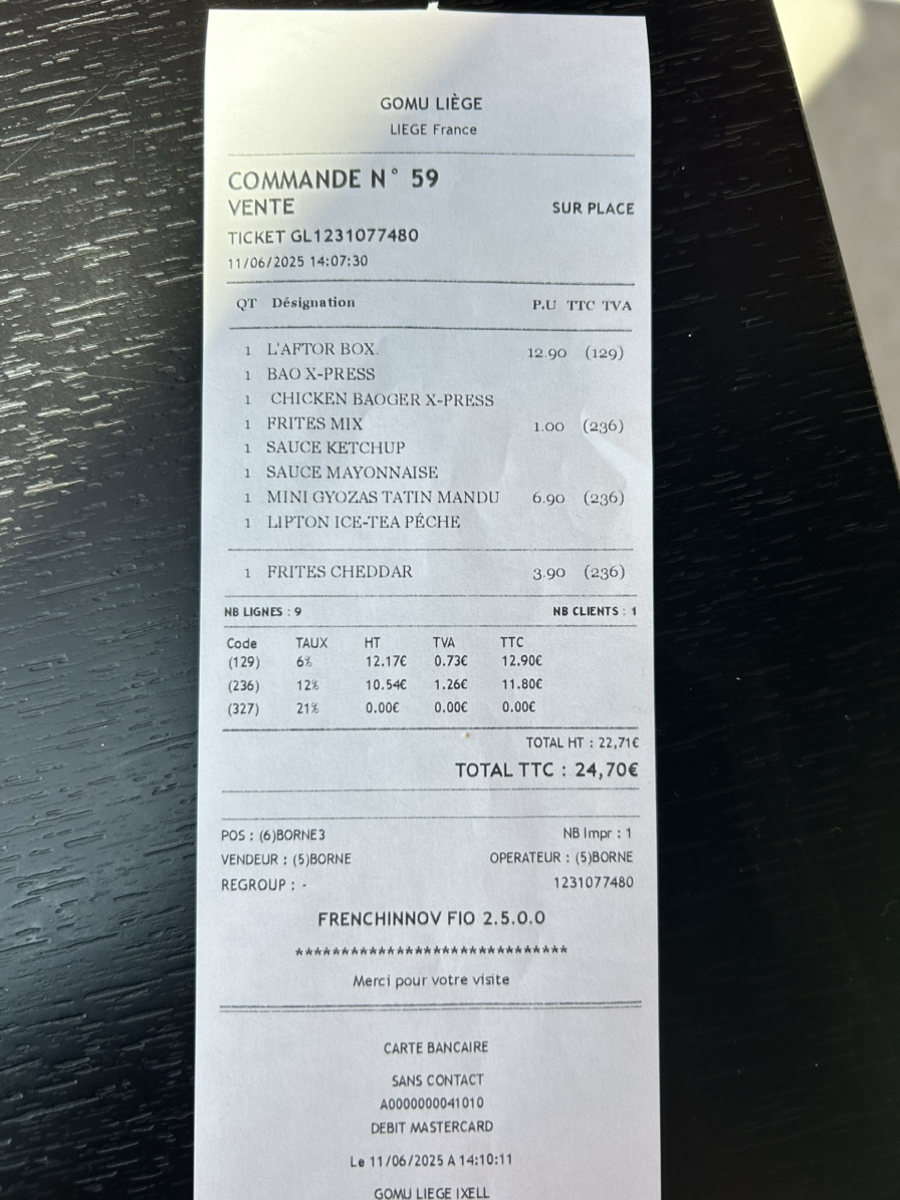 GOMU LIÈGE
LIEGE France
COMMANDE N° 59
VENTE SUR PLACE
TICKET GL1231077480
11/06/2025 14:07:30
QT Désignation P.U TTC TVA
1 L'AFTOR BOX. 12.90 (129)
1 BAO X-PRESS
1 CHICKEN BAOGER X-PRESS
1 FRITES MIX 1.00 (236)
1 SAUCE KETCHUP
1 SAUCE MAYONNAISE
1 MINI GYOZAS TATIN MANDU 6.90 (236)
1 LIPTON ICE-TEA PÊCHE
1 FRITES CHEDDAR 3.90 (236)
NB LIGNES : 9 NB CLIENTS : 1
Code TAUX HT TVA TTC
(129) 6% 12.17€ 0.73€ 12.90€
(236) 12% 10.54€ 1.26€ 11.80€
(327) 21% 0.00€ 0.00€ 0.00€
TOTAL HT : 22,71€
TOTAL TTC : 24,70€
POS : (6)BORNE3 NB Impr : 1
VENDEUR : (5)BORNE OPERATEUR : (5)BORNE
REGROUP : - 1231077480
FRENCHINNOV FIO 2.5.0.0
*****************************
Merci pour votre visite
CARTE BANCAIRE
SANS CONTACT
A0000000041010
DEBIT MASTERCARD
Le 11/06/2025 A 14:10:11
GOMU LIEGE IXELL